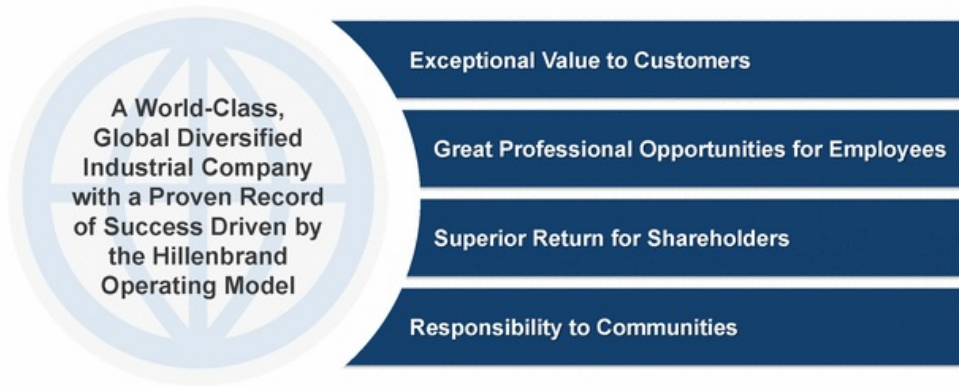 A World-Class,
Global Diversified
Industrial Company
with a Proven Record
of Success Driven by
the Hillenbrand
Operating Model
Exceptional Value to Customers
Great Professional Opportunities for Employees
Superior Return for Shareholders
Responsibility to Communities